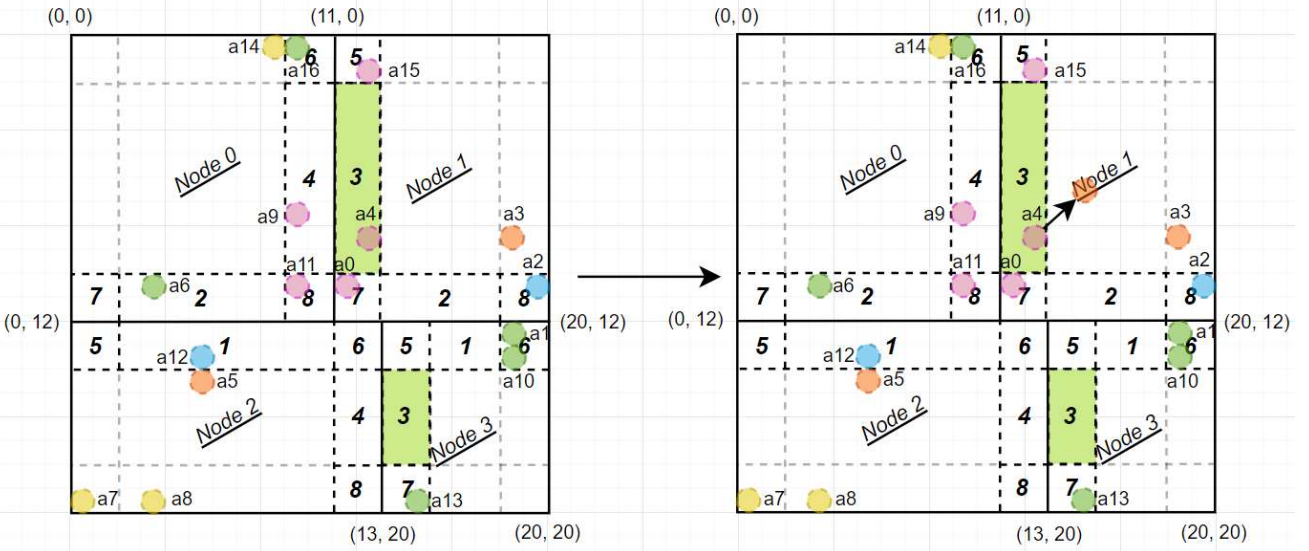 (0, 0)
(11, 0)
a14
6
5
a16
a15
Node 0
4
3
Node 1
a9
a4
a3
a11
a0
a2
7
a6
2
8
7
2
8
(0, 12)
(20, 12)
5
a12
1
6
5
1
6
a1
a5
a10
Node 2
4
3
Node 3
a7
a8
8
7
a13
(13, 20)
(20, 20)
(0, 0)
(11, 0)
a14
6
5
a16
a15
Node 0
4
3
Node 1
a9
a4
a3
a11
a0
a2
7
a6
2
8
7
2
8
(0, 12)
(20, 12)
5
a12
1
6
5
1
6
a1
a5
a10
Node 2
4
3
Node 3
a7
a8
8
7
a13
(13, 20)
(20, 20)